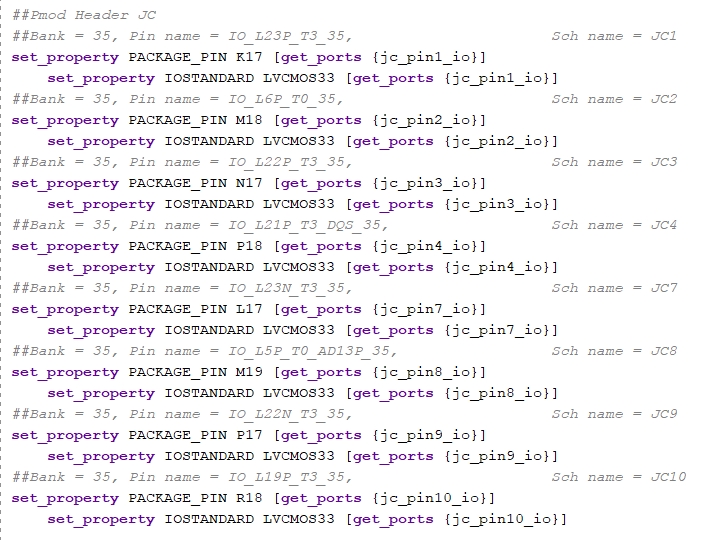 ##Pmod Header JC
##Bank = 35, Pin name = IO_L23P_T3_35, Sch name = JC1
set_property PACKAGE_PIN K17 [get_ports {jc_pin1_io}]
set_property IOSTANDARD LVCMOS33 [get_ports {jc_pin1_io}]
##Bank = 35, Pin name = IO_L6P_T0_35, Sch name = JC2
set_property PACKAGE_PIN M18 [get_ports {jc_pin2_io}]
set_property IOSTANDARD LVCMOS33 [get_ports {jc_pin2_io}]
##Bank = 35, Pin name = IO_L22P_T3_35, Sch name = JC3
set_property PACKAGE_PIN N17 [get_ports {jc_pin3_io}]
set_property IOSTANDARD LVCMOS33 [get_ports {jc_pin3_io}]
##Bank = 35, Pin name = IO_L21P_T3_DQS_35, Sch name = JC4
set_property PACKAGE_PIN P18 [get_ports {jc_pin4_io}]
set_property IOSTANDARD LVCMOS33 [get_ports {jc_pin4_io}]
##Bank = 35, Pin name = IO_L23N_T3_35, Sch name = JC7
set_property PACKAGE_PIN L17 [get_ports {jc_pin7_io}]
set_property IOSTANDARD LVCMOS33 [get_ports {jc_pin7_io}]
##Bank = 35, Pin name = IO_L5P_T0_AD13P_35, Sch name = JC8
set_property PACKAGE_PIN M19 [get_ports {jc_pin8_io}]
set_property IOSTANDARD LVCMOS33 [get_ports {jc_pin8_io}]
##Bank = 35, Pin name = IO_L22N_T3_35, Sch name = JC9
set_property PACKAGE_PIN P17 [get_ports {jc_pin9_io}]
set_property IOSTANDARD LVCMOS33 [get_ports {jc_pin9_io}]
##Bank = 35, Pin name = IO_L19P_T3_35, Sch name = JC10
set_property PACKAGE_PIN R18 [get_ports {jc_pin10_io}]
set_property IOSTANDARD LVCMOS33 [get_ports {jc_pin10_io}]